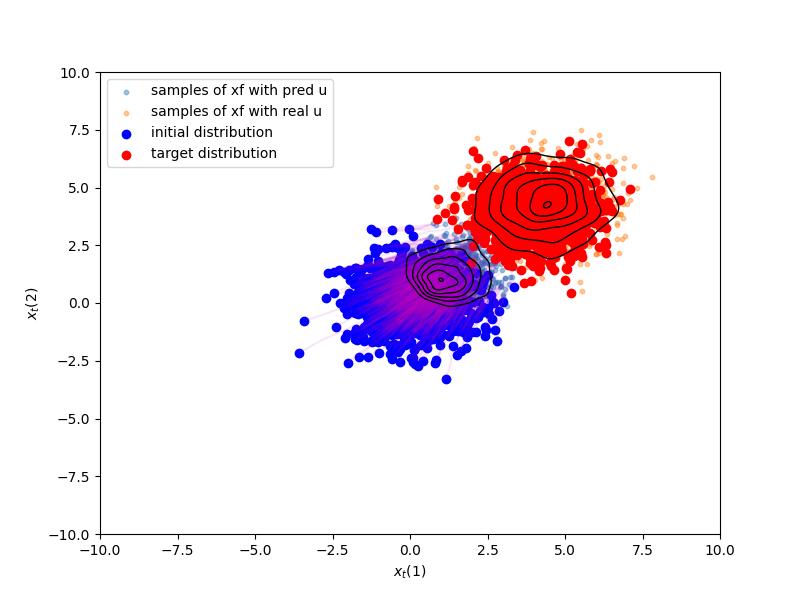 10.0
7.5
5.0
2.5
0.0
−2.5
−5.0
−7.5
−10.0
xₜ(2)
samples of xf with pred u
samples of xf with real u
initial distribution
target distribution
−10.0 −7.5 −5.0 −2.5 0.0 2.5 5.0 7.5 10.0
xₜ(1)